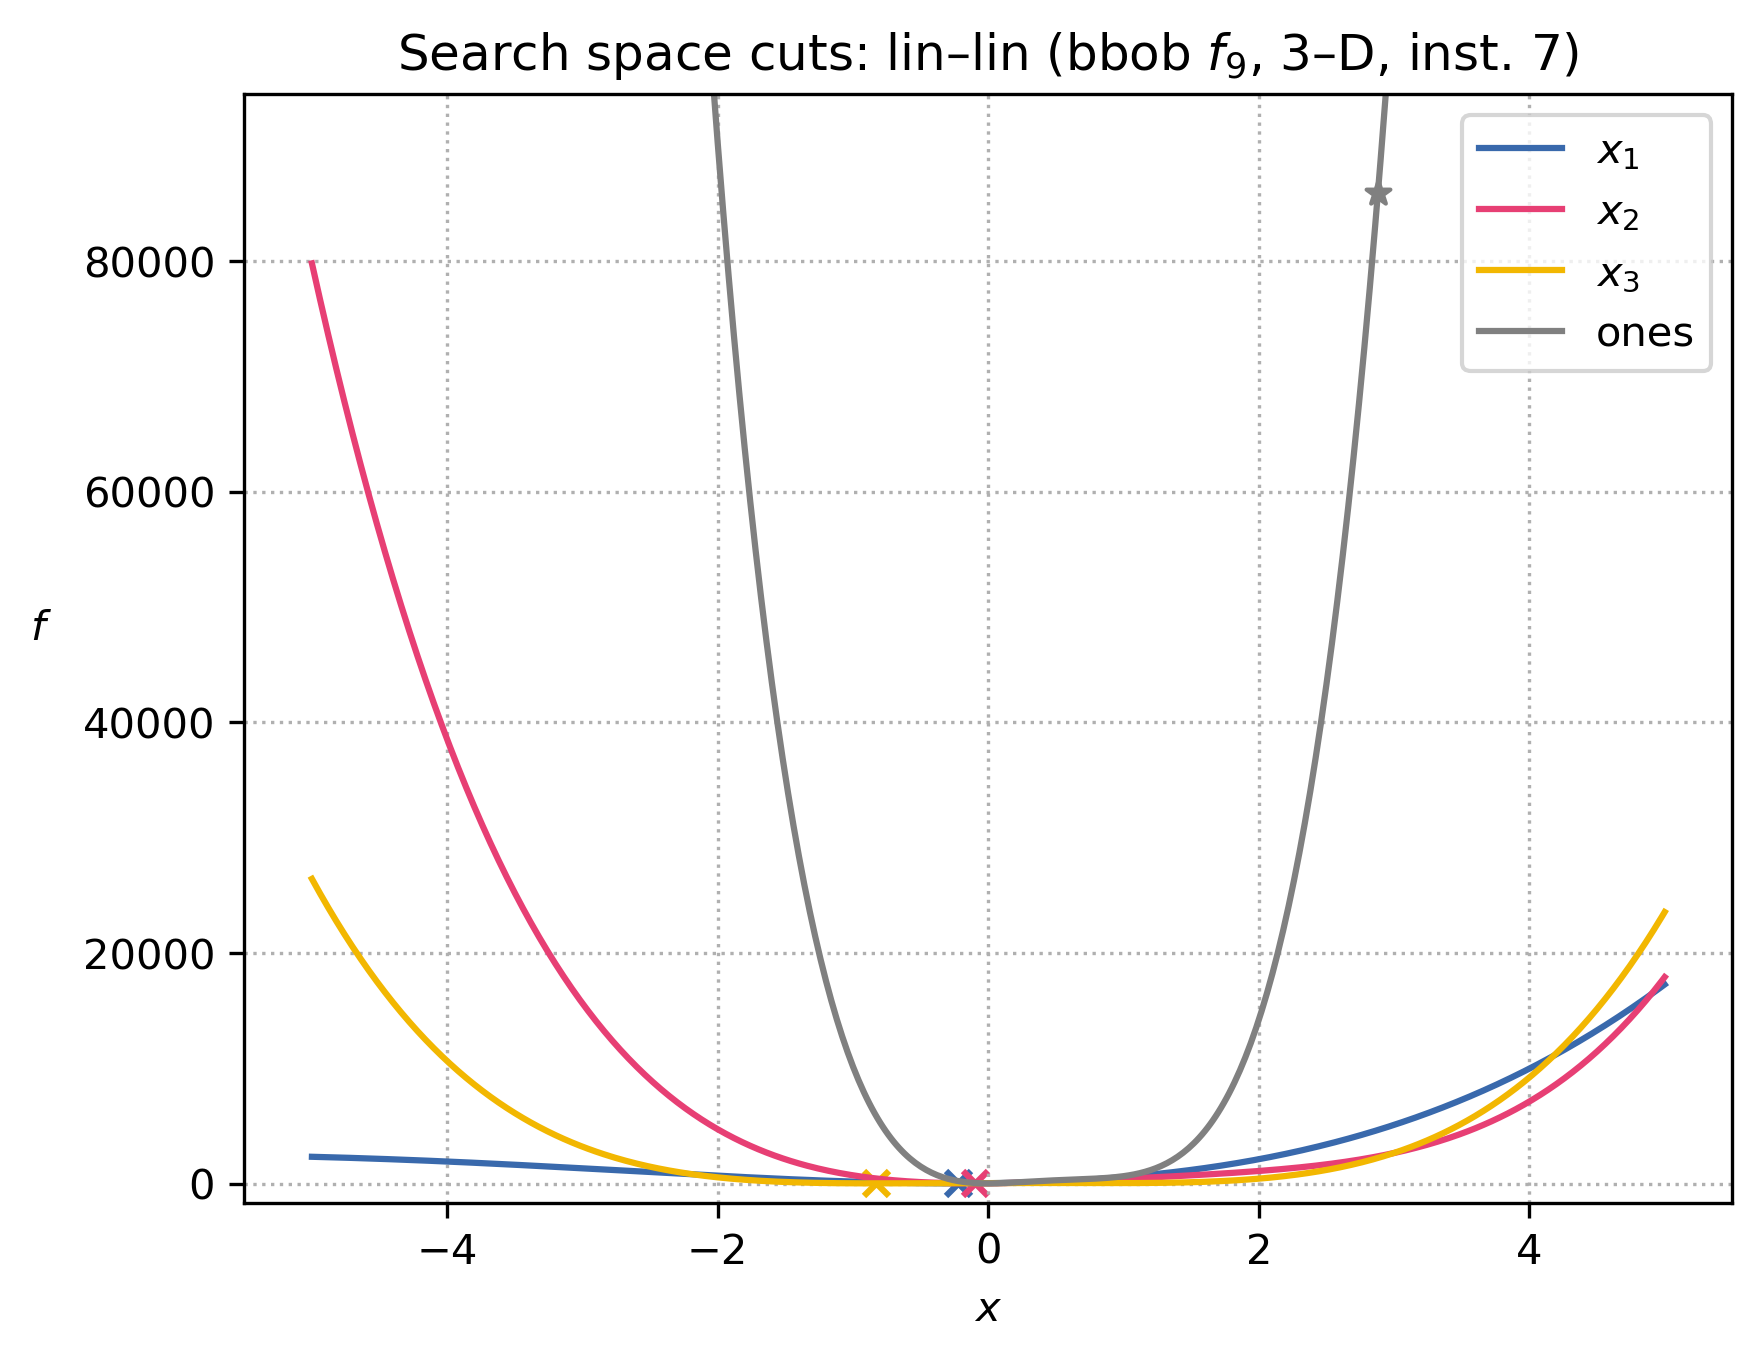 Search space cuts: lin–lin (bbob f₉, 3–D, inst. 7)
x₁
x₂
x₃
ones
80000
60000
40000
20000
0
f
−4 −2 0 2 4
x